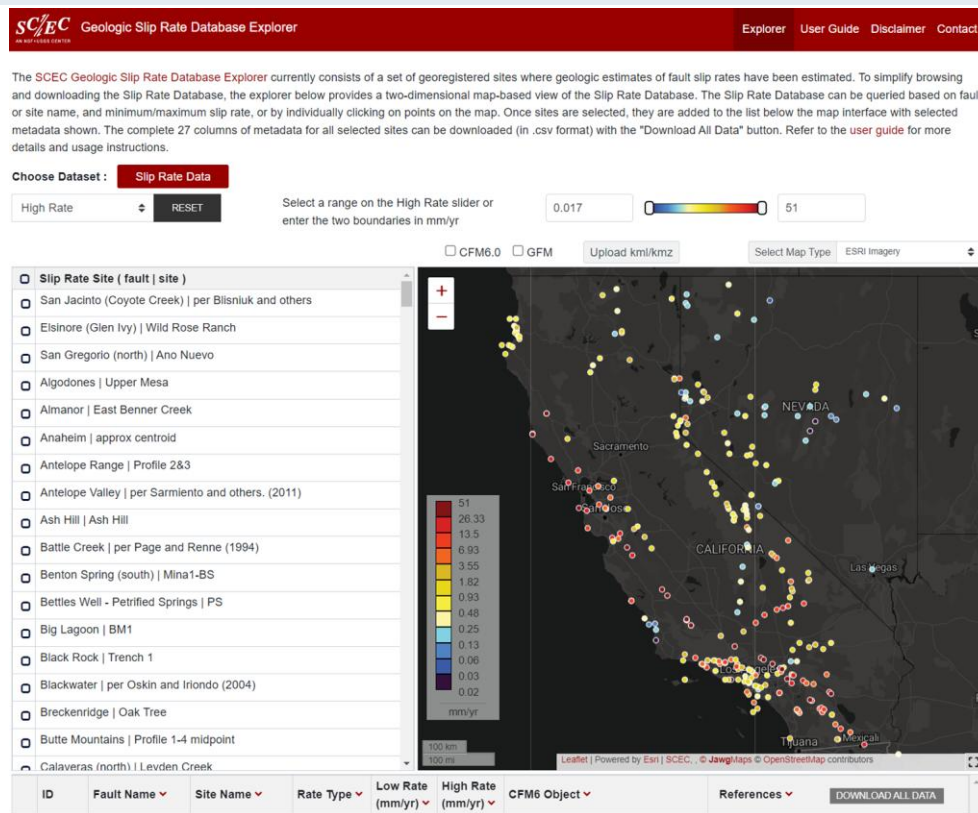 SC//EC Geologic Slip Rate Database Explorer
AN NSF+USGS CENTER
Explorer User Guide Disclaimer Contact
The SCEC Geologic Slip Rate Database Explorer currently consists of a set of georegistered sites where geologic estimates of fault slip rates have been estimated. To simplify browsing
and downloading the Slip Rate Database, the explorer below provides a two-dimensional map-based view of the Slip Rate Database. The Slip Rate Database can be queried based on faul
or site name, and minimum/maximum slip rate, or by individually clicking on points on the map. Once sites are selected, they are added to the list below the map interface with selected
metadata shown. The complete 27 columns of metadata for all selected sites can be downloaded (in .csv format) with the "Download All Data" button. Refer to the user guide for more
details and usage instructions.
Choose Dataset : Slip Rate Data
High Rate RESET
Select a range on the High Rate slider or
enter the two boundaries in mm/yr
0.017 51
CFM6.0 GFM Upload kml/kmz Select Map Type ESRI Imagery
Slip Rate Site ( fault | site )
San Jacinto (Coyote Creek) | per Blisniuk and others
Elsinore (Glen Ivy) | Wild Rose Ranch
San Gregorio (north) | Ano Nuevo
Algodones | Upper Mesa
Almanor | East Benner Creek
Anaheim | approx centroid
Antelope Range | Profile 2&3
Antelope Valley | per Sarmiento and others. (2011)
Ash Hill | Ash Hill
Battle Creek | per Page and Renne (1994)
Benton Spring (south) | Mina1-BS
Bettles Well - Petrified Springs | PS
Big Lagoon | BM1
Black Rock | Trench 1
Blackwater | per Oskin and Iriondo (2004)
Breckenridge | Oak Tree
Butte Mountains | Profile 1-4 midpoint
Calaveras (north) | Leyden Creek
+
−
NEVADA
Sacramento
San Francisco
CALIFORNIA
Las Vegas
Los Angeles
Tijuana
Mexicali
51
26.33
13.5
6.93
3.55
1.82
0.93
0.48
0.25
0.13
0.06
0.03
0.02
mm/yr
100 km
100 mi
Leaflet | Powered by Esri | SCEC, , © JawgMaps © OpenStreetMap contributors
ID Fault Name Site Name Rate Type Low Rate (mm/yr) High Rate (mm/yr) CFM6 Object References DOWNLOAD ALL DATA